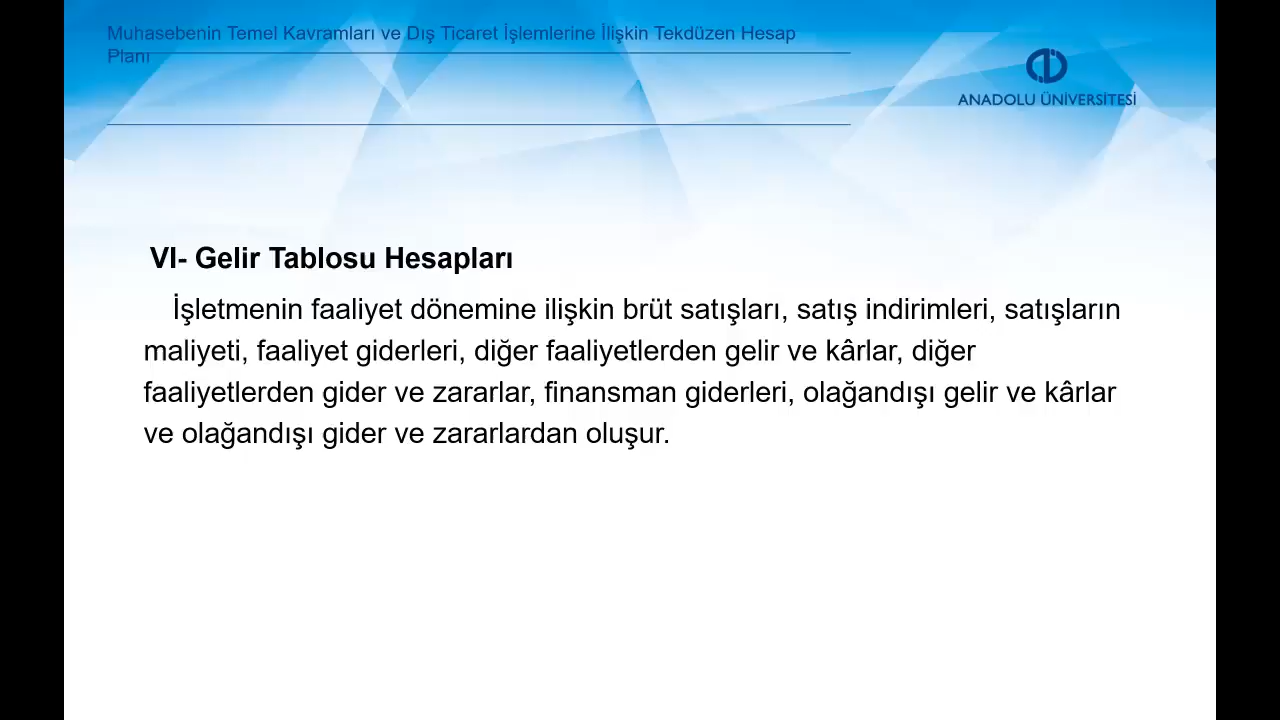 Muhasebenin Temel Kavramları ve Dış Ticaret İşlemlerine İlişkin Tekdüzen Hesap
Planı
ANADOLU ÜNİVERSİTESİ
VI- Gelir Tablosu Hesapları
İşletmenin faaliyet dönemine ilişkin brüt satışları, satış indirimleri, satışların
maliyeti, faaliyet giderleri, diğer faaliyetlerden gelir ve kârlar, diğer
faaliyetlerden gider ve zararlar, finansman giderleri, olağandışı gelir ve kârlar
ve olağandışı gider ve zararlardan oluşur.